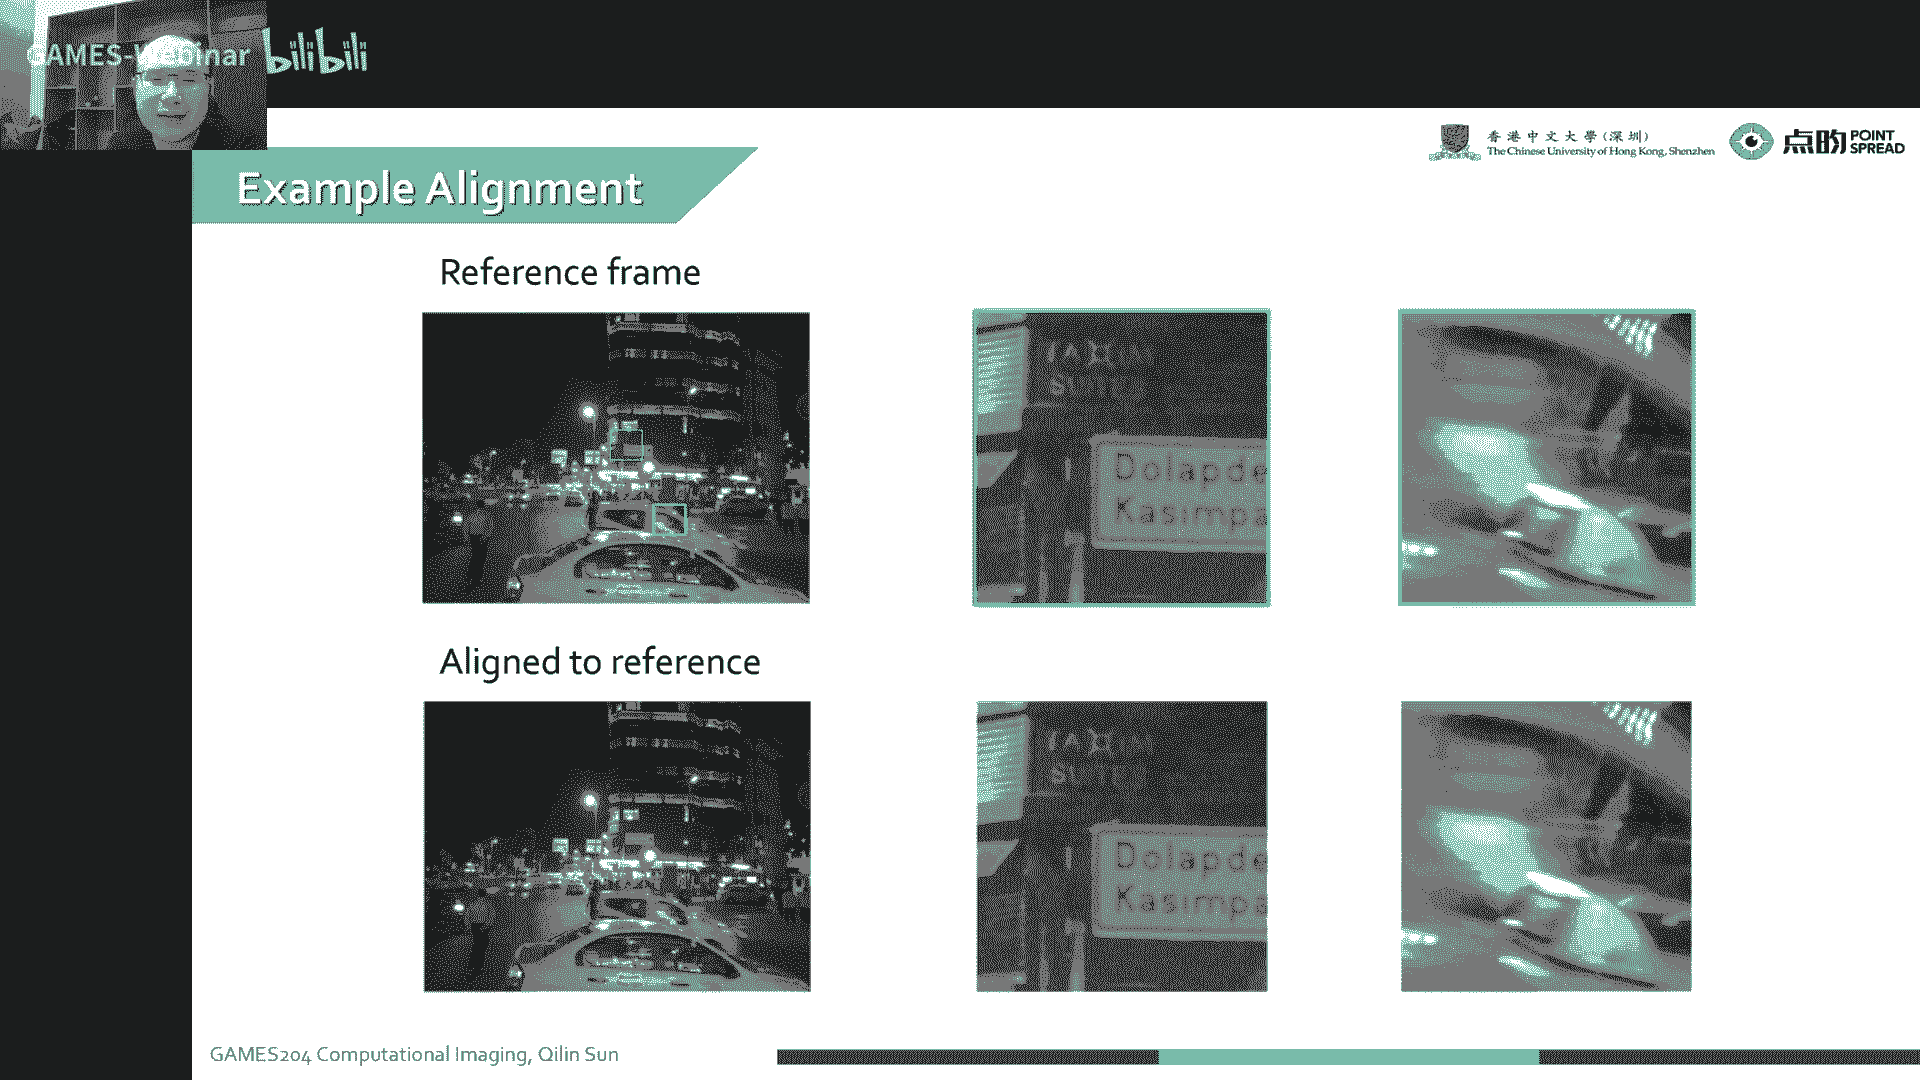 GAMES-Webinar bilibili
香港中文大學(深圳)
The Chinese University of Hong Kong, Shenzhen
点昀 POINT SPREAD
Example Alignment
Reference frame
Dolapde
Kasimpa
Aligned to reference
Dolapde
Kasimpa
GAMES204 Computational Imaging, Qilin Sun